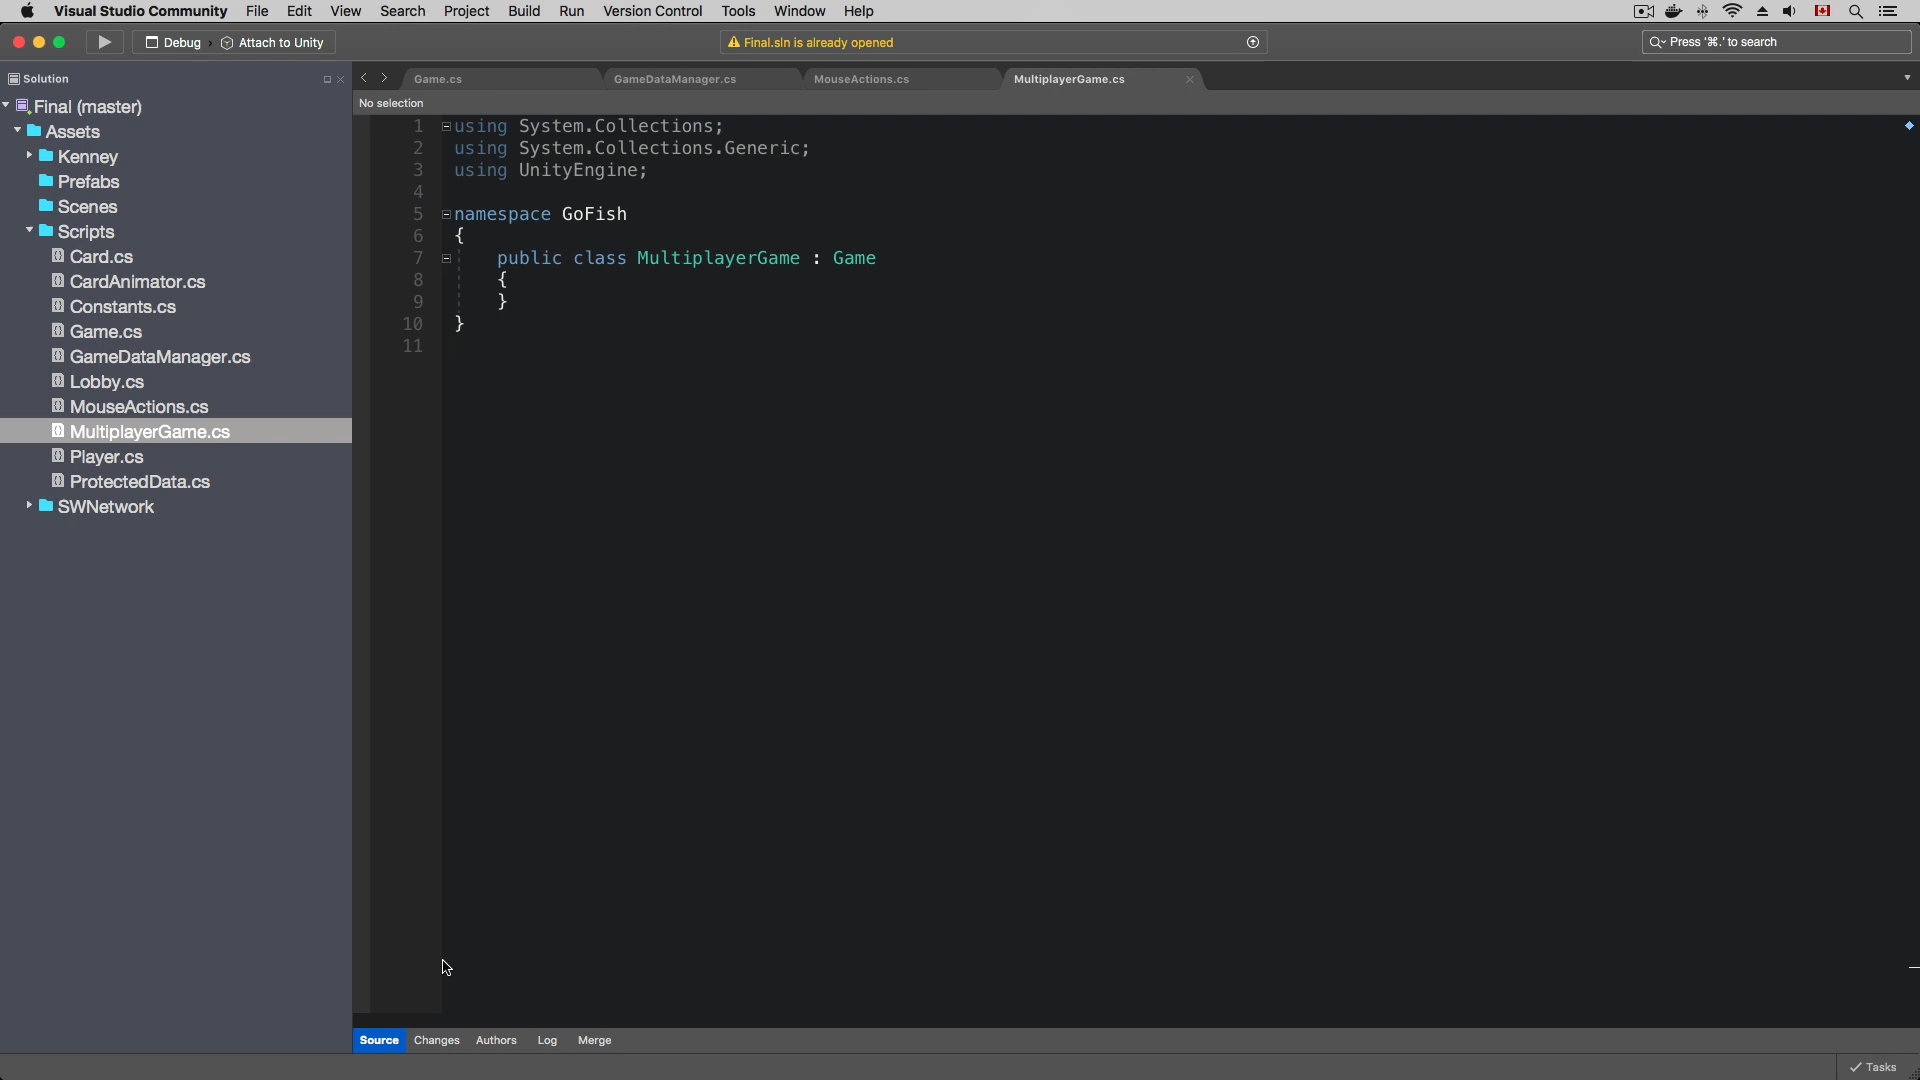 Visual Studio Community File Edit View Search Project Build Run Version Control Tools Window Help
Debug › Attach to Unity
Final.sln is already opened
Press '⌘.' to search
Solution
Game.cs GameDataManager.cs MouseActions.cs MultiplayerGame.cs
No selection
Final (master)
Assets
Kenney
Prefabs
Scenes
Scripts
Card.cs
CardAnimator.cs
Constants.cs
Game.cs
GameDataManager.cs
Lobby.cs
MouseActions.cs
MultiplayerGame.cs
Player.cs
ProtectedData.cs
SWNetwork
1 using System.Collections;
2 using System.Collections.Generic;
3 using UnityEngine;
4
5 namespace GoFish
6 {
7 public class MultiplayerGame : Game
8 {
9 }
10 }
11
Source Changes Authors Log Merge
Tasks